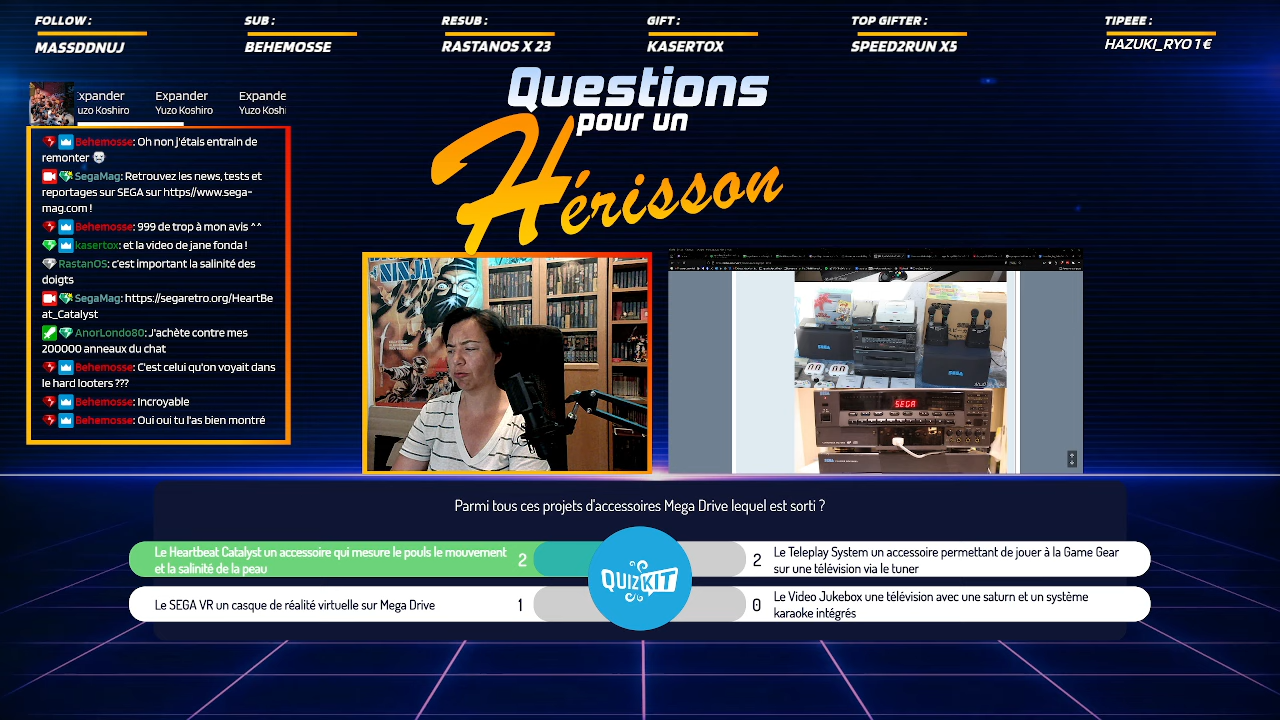 FOLLOW :
MASSDDNUJ
SUB :
BEHEMOSSE
RESUB :
RASTANOS X 23
GIFT :
KASERTOX
TOP GIFTER :
SPEED2RUN X5
TIPEEE :
HAZUKI_RYO 1 €
xpander
uzo Koshiro
Expander
Yuzo Koshiro
Expande
Yuzo Koshi
Questions
pour un
Hérisson
Behemosse: Oh non j'étais entrain de
remonter
SegaMag: Retrouvez les news, tests et
reportages sur SEGA sur https//www.sega-
mag.com !
Behemosse: 999 de trop à mon avis ^^
kasertox: et la video de jane fonda !
RastanOS: c'est important la salinité des
doigts
SegaMag: https://segaretro.org/HeartBe
at_Catalyst
AnorLondo80: J'achète contre mes
200000 anneaux du chat
Behemosse: C'est celui qu'on voyait dans
le hard looters ???
Behemosse: Incroyable
Behemosse: Oui oui tu l'as bien montré
NINJA
SEGA
SEGA
SEGA
Parmi tous ces projets d'accessoires Mega Drive lequel est sorti ?
Le Heartbeat Catalyst un accessoire qui mesure le pouls le mouvement
et la salinité de la peau
2
2
Le Teleplay System un accessoire permettant de jouer à la Game Gear
sur une télévision via le tuner
QUIZKIT
Le SEGA VR un casque de réalité virtuelle sur Mega Drive
1
0
Le Video Jukebox une télévision avec une saturn et un système
karaoke intégrés